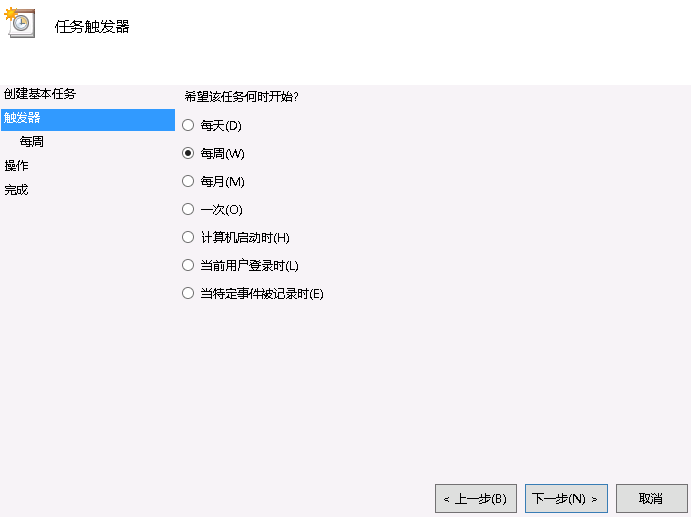 任务触发器
创建基本任务
触发器
每周
操作
完成
希望该任务何时开始?
每天(D)
每周(W)
每月(M)
一次(O)
计算机启动时(H)
当前用户登录时(L)
当特定事件被记录时(E)
< 上一步(B)
下一步(N) >
取消